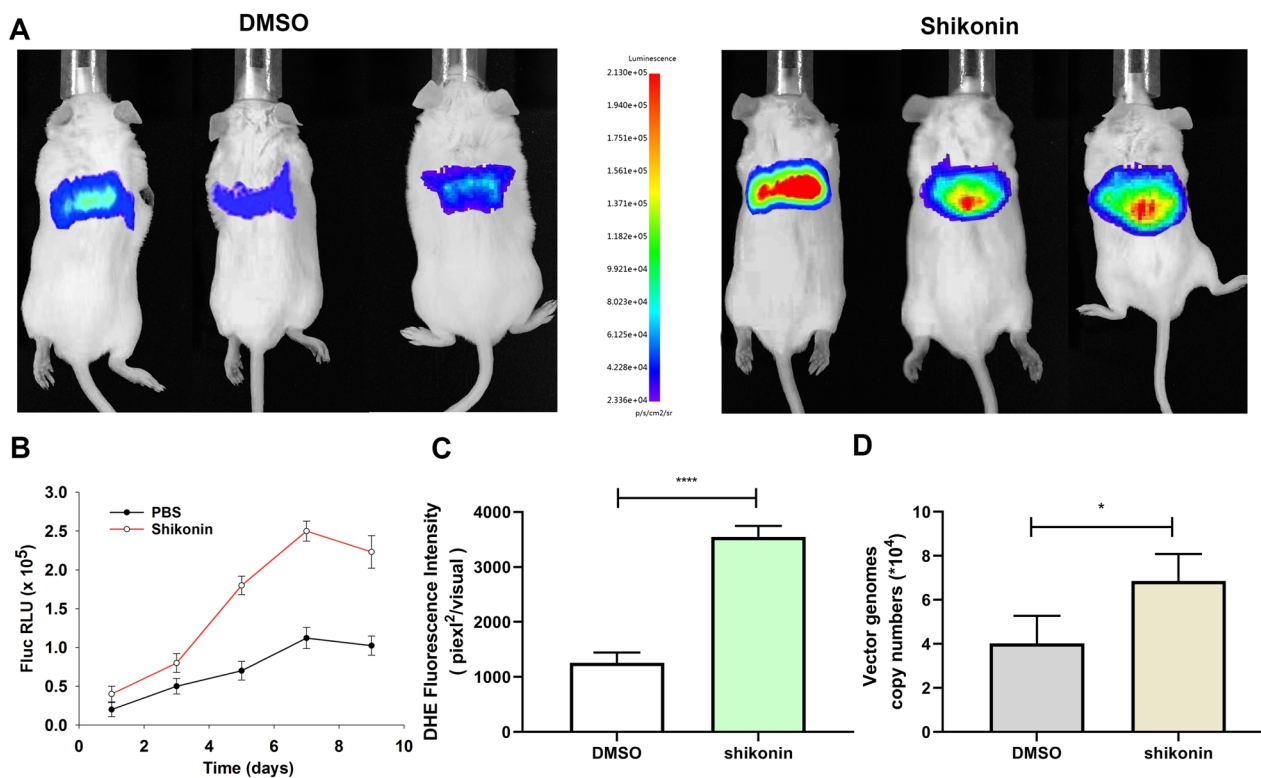 A
DMSO
Shikonin
Luminescence
2.130e+05
1.940e+04
1.751e+04
1.561e+04
1.371e+05
1.182e+05
9.921e+04
8.023e+04
6.125e+04
4.228e+04
2.336e+04
p/s/cm2/sr
B
Fluc RLU (x 10⁵)
3.0
2.5
2.0
1.5
1.0
0.5
0.0
PBS
Shikonin
0
2
4
6
8
10
Time (days)
C
DHE Fluorescence Intensity
( piexl²/visual )
4000
3000
2000
1000
0
****
DMSO
shikonin
D
Vector genomes
copy numbers (*10⁴)
10
8
6
4
2
0
*
DMSO
shikonin